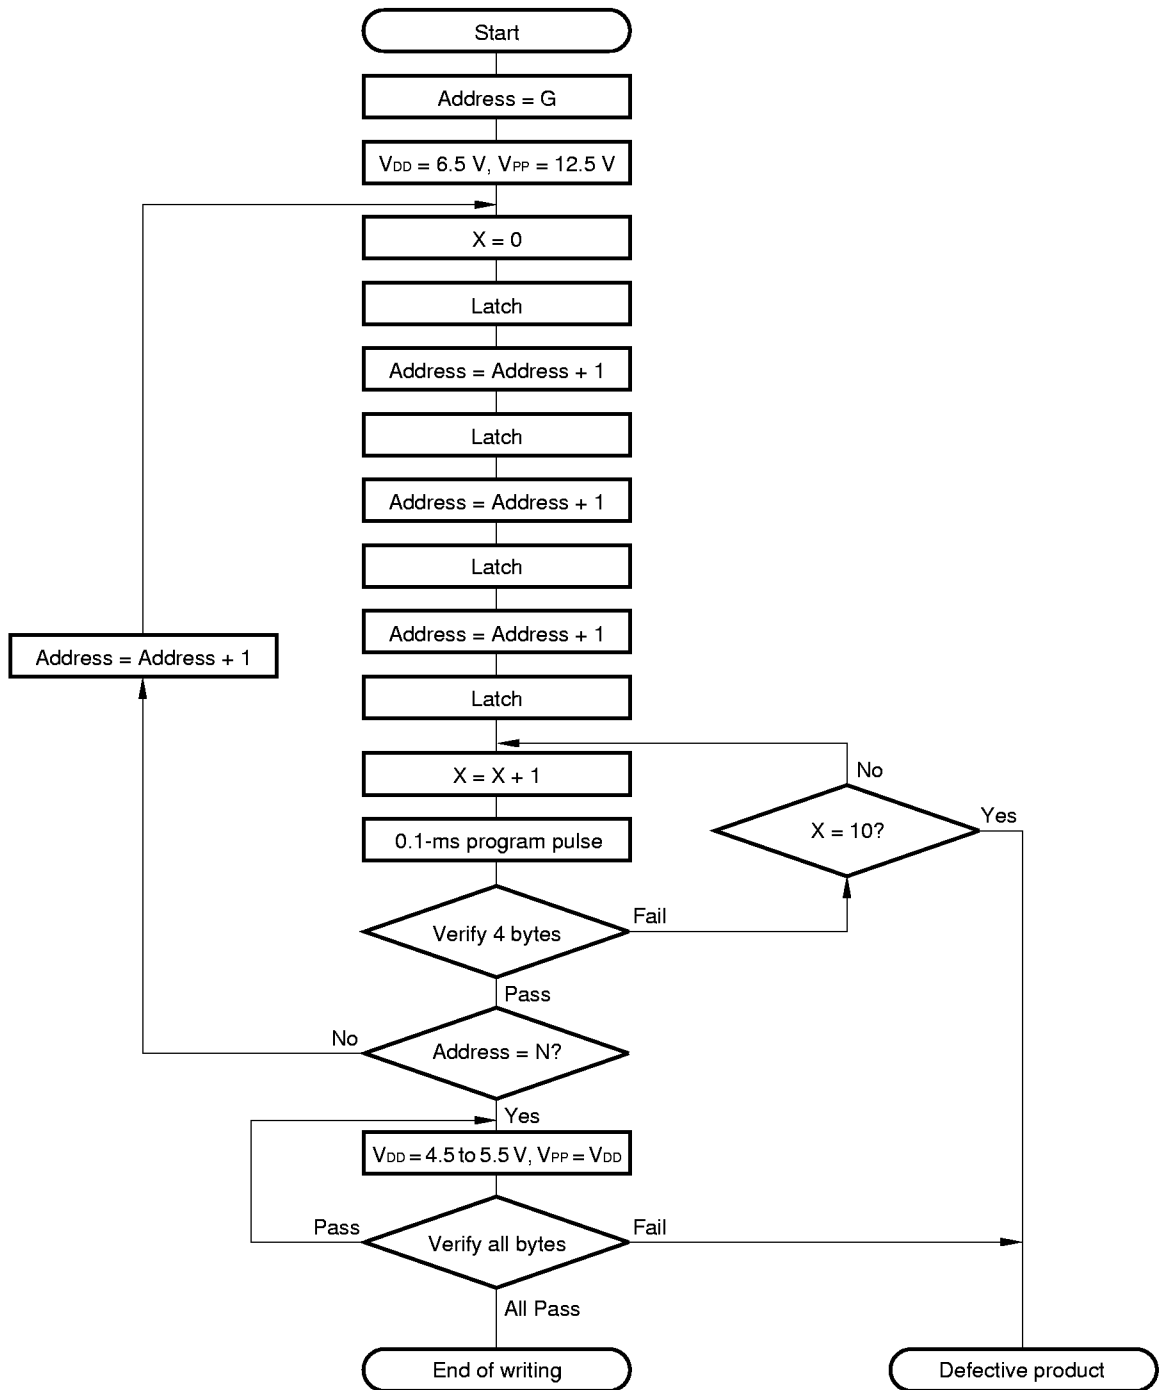 Start
Address = G
VDD = 6.5 V, VPP = 12.5 V
X = 0
Latch
Address = Address + 1
Latch
Address = Address + 1
Latch
Address = Address + 1
Address = Address + 1
Latch
X = X + 1
No
X = 10?
Yes
0.1-ms program pulse
Fail
Verify 4 bytes
Pass
No
Address = N?
Yes
VDD = 4.5 to 5.5 V, VPP = VDD
Pass
Verify all bytes
Fail
All Pass
End of writing
Defective product